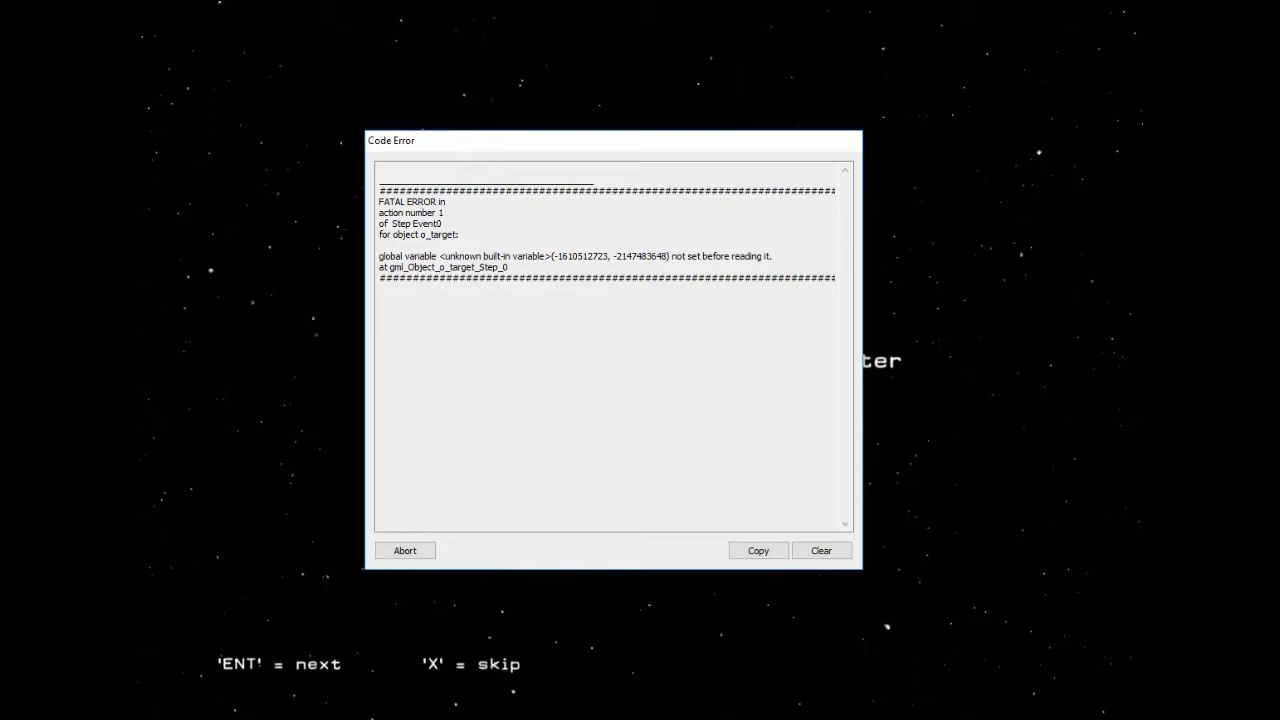 Code Error
###########################################################################
FATAL ERROR in
action number 1
of  Step Event0
for object o_target:
global variable <unknown built-in variable>(-1610512723, -2147483648) not set before reading it.
at gml_Object_o_target_Step_0
###########################################################################
ter
Abort Copy Clear
'ENT' = next 'X' = skip